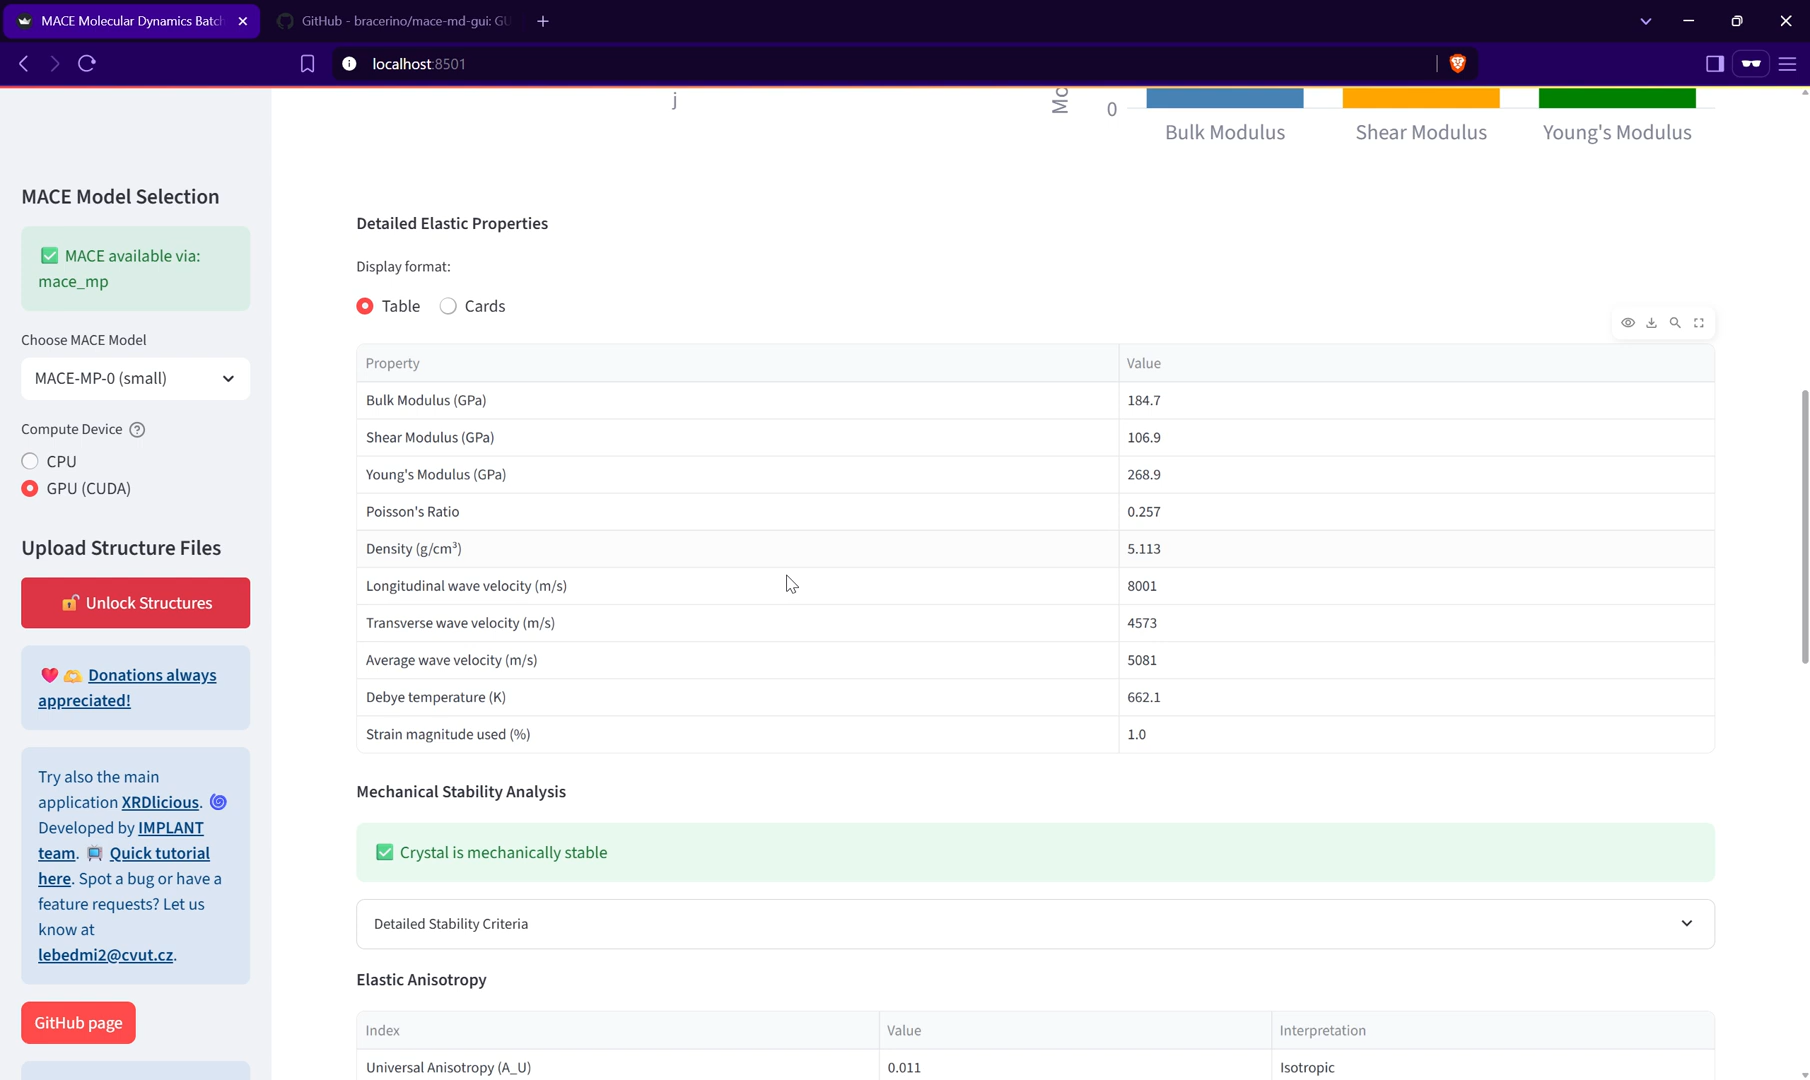 MACE Molecular Dynamics Batch
GitHub - bracerino/mace-md-gui: GU
localhost:8501
MACE Model Selection
✅ MACE available via:
mace_mp
Choose MACE Model
MACE-MP-0 (small)
Compute Device
CPU
GPU (CUDA)
Upload Structure Files
🔓 Unlock Structures
❤️ 🫶 Donations always
appreciated!
Try also the main
application XRDlicious. 🌀
Developed by IMPLANT
team. 📺 Quick tutorial
here. Spot a bug or have a
feature requests? Let us
know at
lebedmi2@cvut.cz.
GitHub page
j
Mo
0
Bulk Modulus Shear Modulus Young's Modulus
Detailed Elastic Properties
Display format:
Table Cards
Property Value
Bulk Modulus (GPa) 184.7
Shear Modulus (GPa) 106.9
Young's Modulus (GPa) 268.9
Poisson's Ratio 0.257
Density (g/cm³) 5.113
Longitudinal wave velocity (m/s) 8001
Transverse wave velocity (m/s) 4573
Average wave velocity (m/s) 5081
Debye temperature (K) 662.1
Strain magnitude used (%) 1.0
Mechanical Stability Analysis
✅ Crystal is mechanically stable
Detailed Stability Criteria
Elastic Anisotropy
Index Value Interpretation
Universal Anisotropy (A_U) 0.011 Isotropic